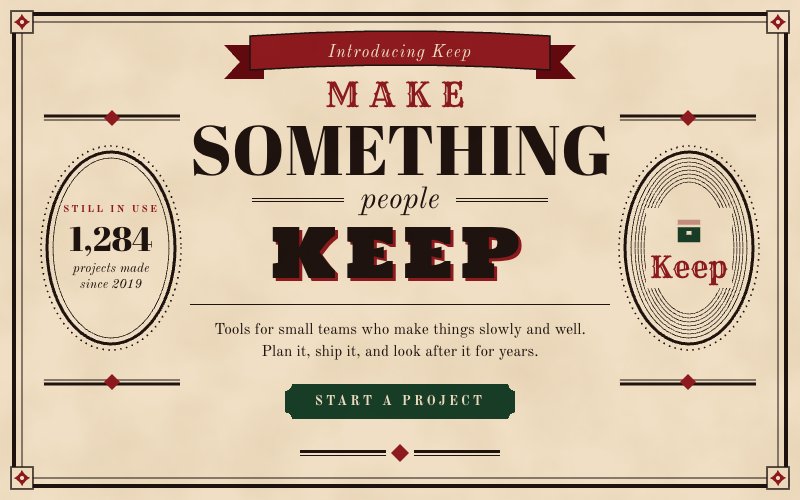 Introducing Keep
MAKE
SOMETHING
people
KEEP
STILL IN USE
1,284
projects made
since 2019
Keep
Tools for small teams who make things slowly and well.
Plan it, ship it, and look after it for years.
START A PROJECT